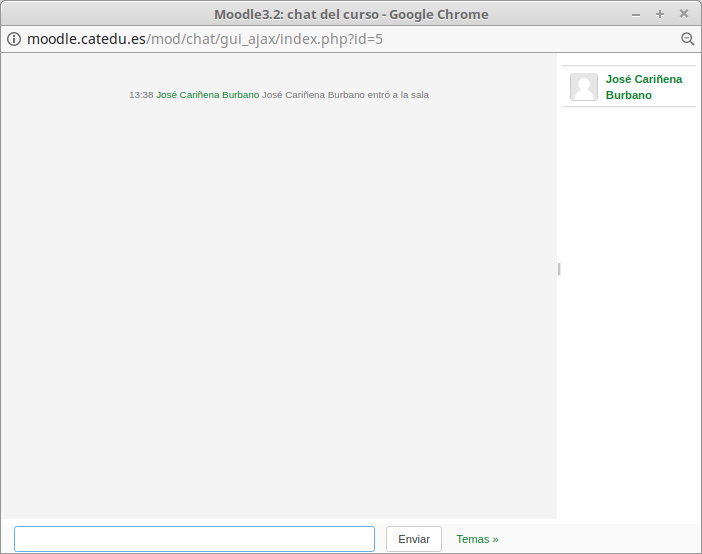 Moodle3.2: chat del curso - Google Chrome
moodle.catedu.es/mod/chat/gui_ajax/index.php?id=5
13:38 José Cariñena Burbano José Cariñena Burbano entró a la sala
José Cariñena
Burbano
Enviar
Temas »